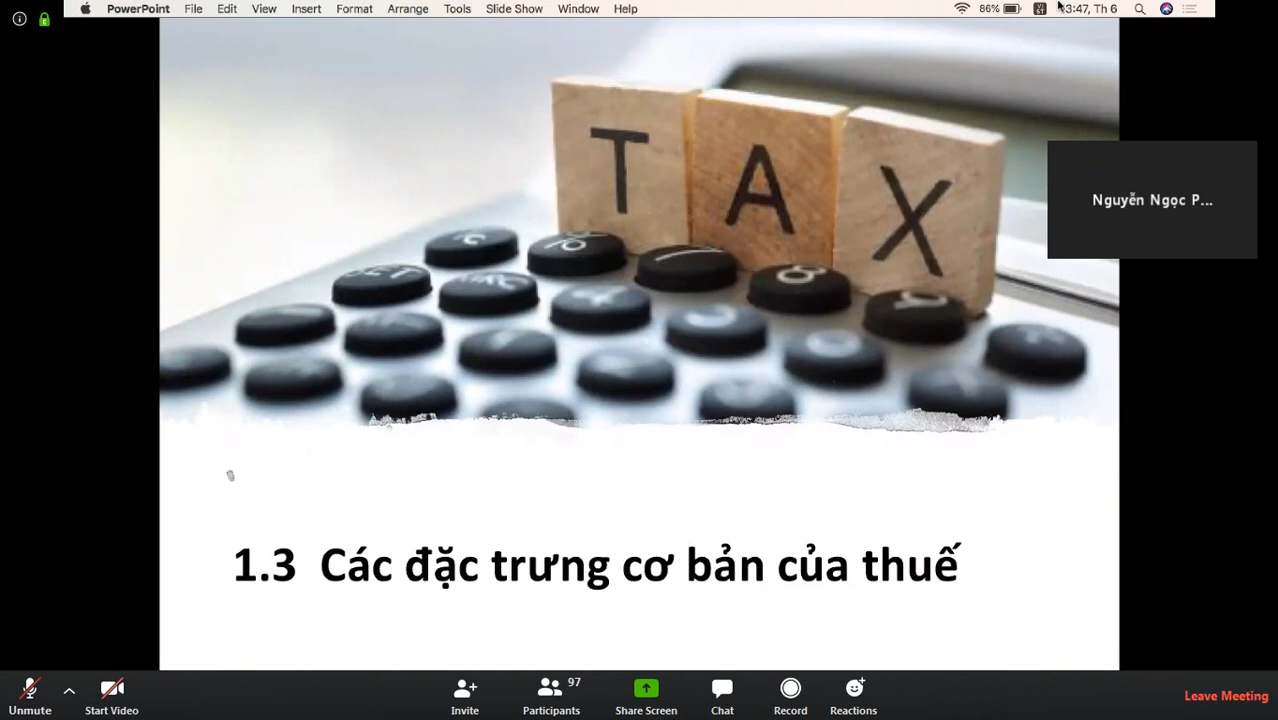 PowerPoint File Edit View Insert Format Arrange Tools Slide Show Window Help 86% Th 6
TAX
Nguyễn Ngọc P...
1.3 Các đặc trưng cơ bản của thuế
97
Unmute Start Video Invite Participants Share Screen Chat Record Reactions Leave Meeting